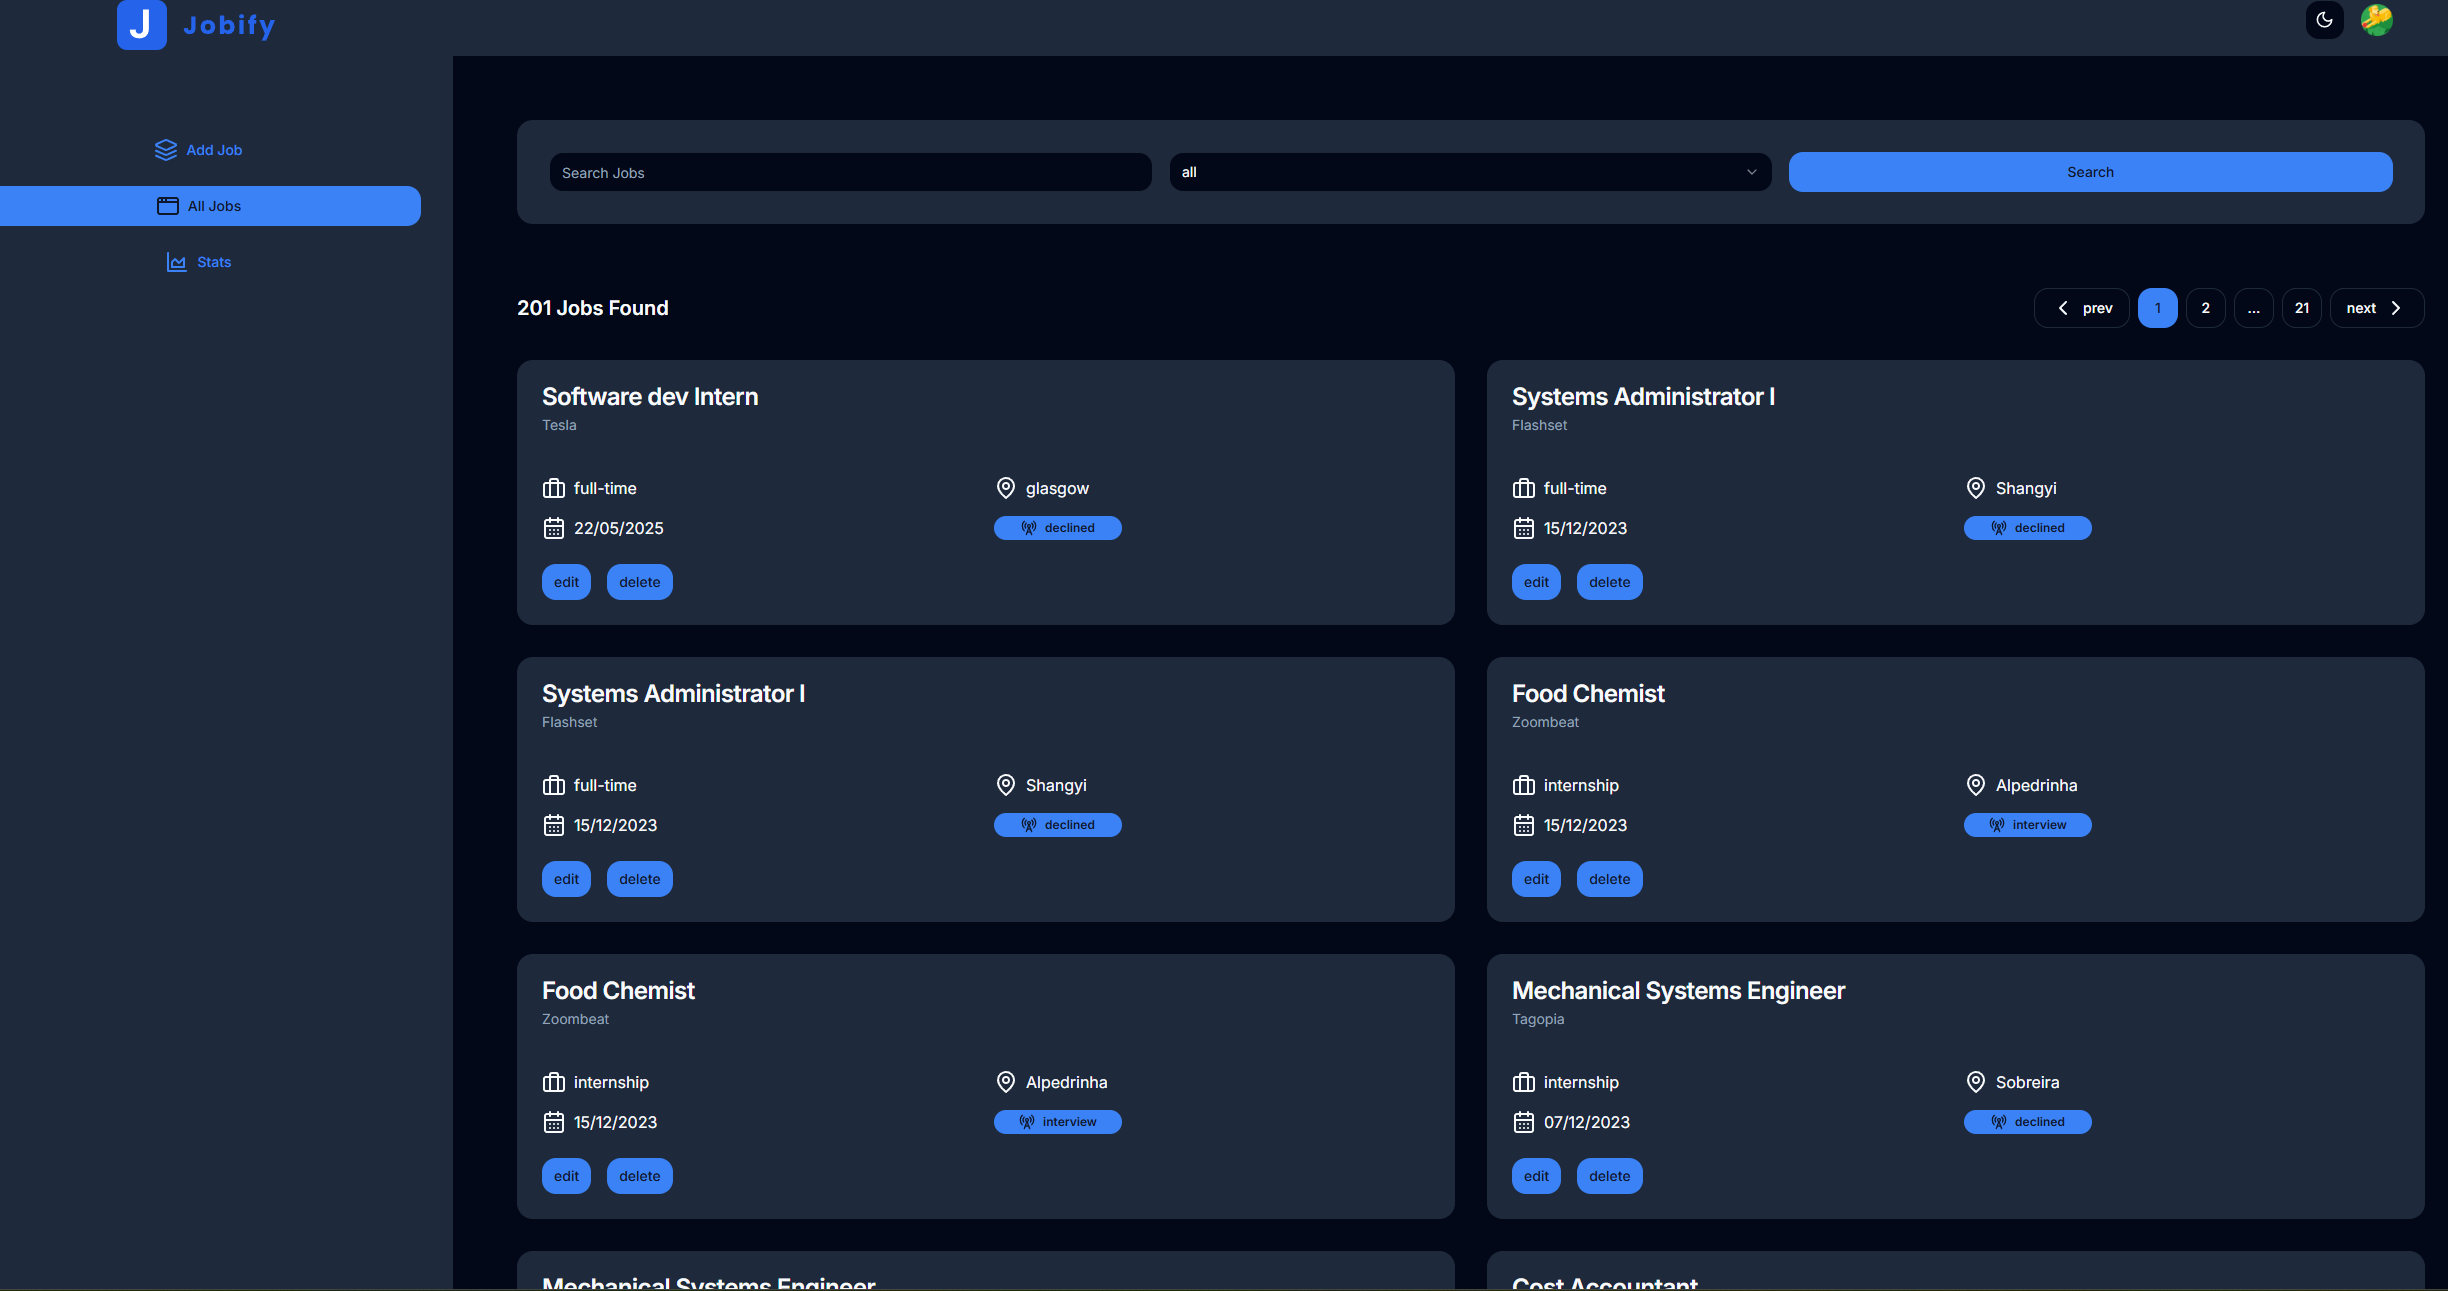 J Jobify
Add Job
All Jobs
Stats
Search Jobs
all
Search
201 Jobs Found
prev 1 2 ... 21 next
Software dev Intern
Tesla
full-time
glasgow
22/05/2025
declined
edit delete
Systems Administrator I
Flashset
full-time
Shangyi
15/12/2023
declined
edit delete
Systems Administrator I
Flashset
full-time
Shangyi
15/12/2023
declined
edit delete
Food Chemist
Zoombeat
internship
Alpedrinha
15/12/2023
interview
edit delete
Food Chemist
Zoombeat
internship
Alpedrinha
15/12/2023
interview
edit delete
Mechanical Systems Engineer
Tagopia
internship
Sobreira
07/12/2023
declined
edit delete
Mechanical Systems Engineer
Cost Accountant